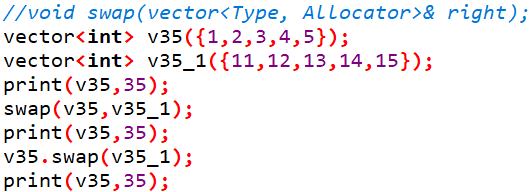 //void swap(vector<Type, Allocator>& right);
vector<int> v35({1,2,3,4,5});
vector<int> v35_1({11,12,13,14,15});
print(v35,35);
swap(v35,v35_1);
print(v35,35);
v35.swap(v35_1);
print(v35,35);